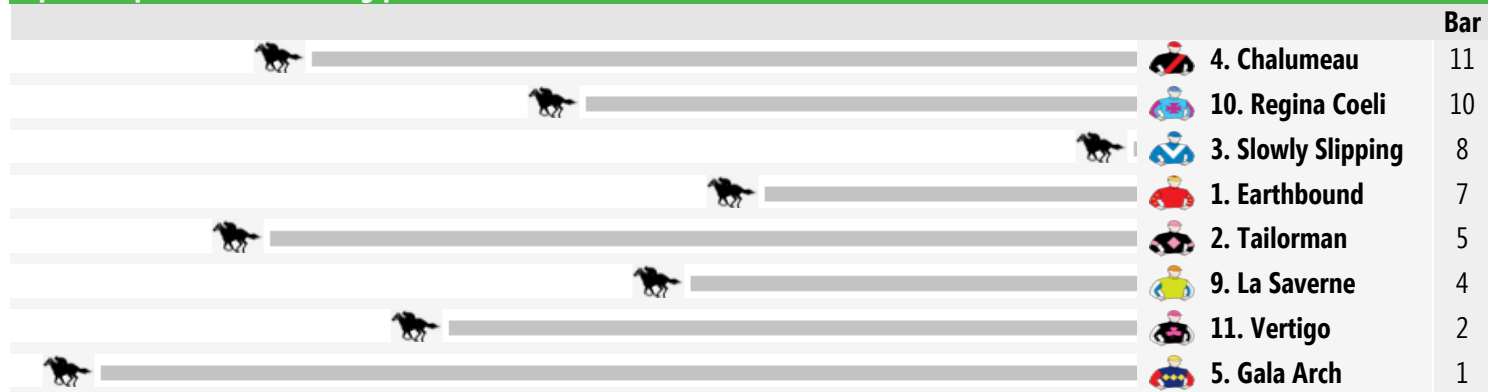 Bar
4. Chalumeau 11
10. Regina Coeli 10
3. Slowly Slipping 8
1. Earthbound 7
2. Tailorman 5
9. La Saverne 4
11. Vertigo 2
5. Gala Arch 1